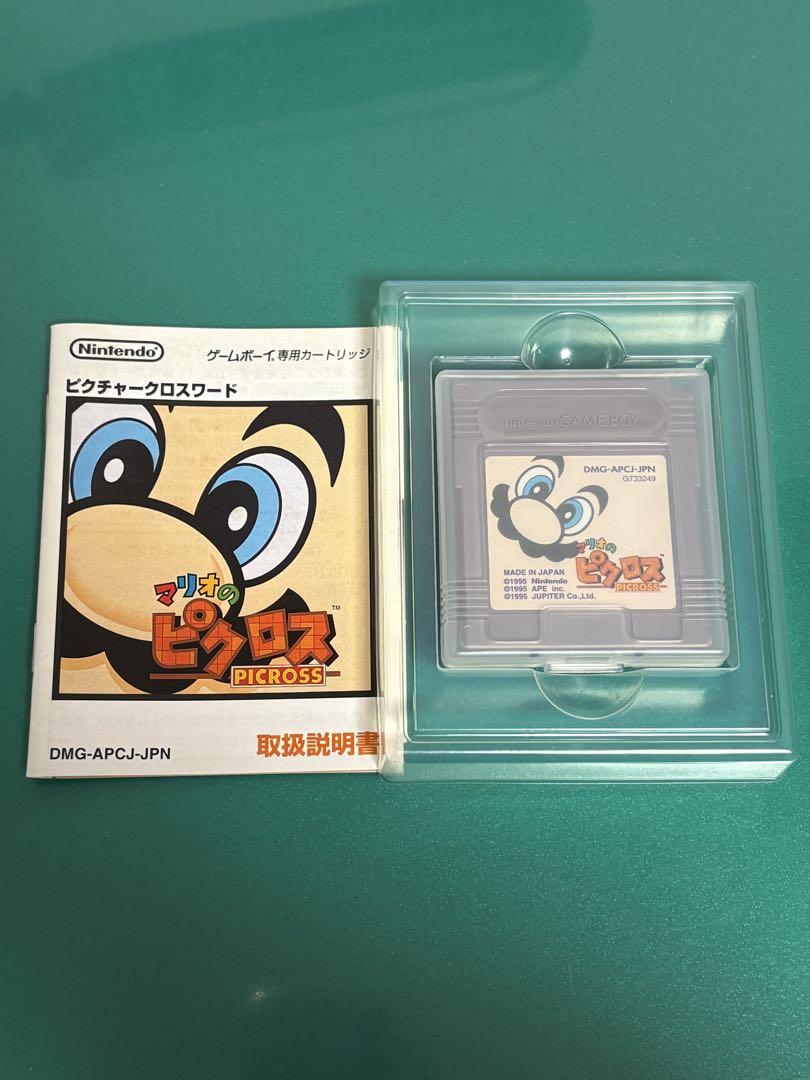 Nintendo
ゲームボーイ専用カートリッジ
ピクチャークロスワード
マリオの
ピクロス™
PICROSS
DMG-APCJ-JPN
取扱説明書
Nintendo GAME BOY
DMG-APCJ-JPN
G733249
マリオの
ピクロス
PICROSS
MADE IN JAPAN
©1995 Nintendo
©1995 APE inc.
©1995 JUPITER Co.,Ltd.